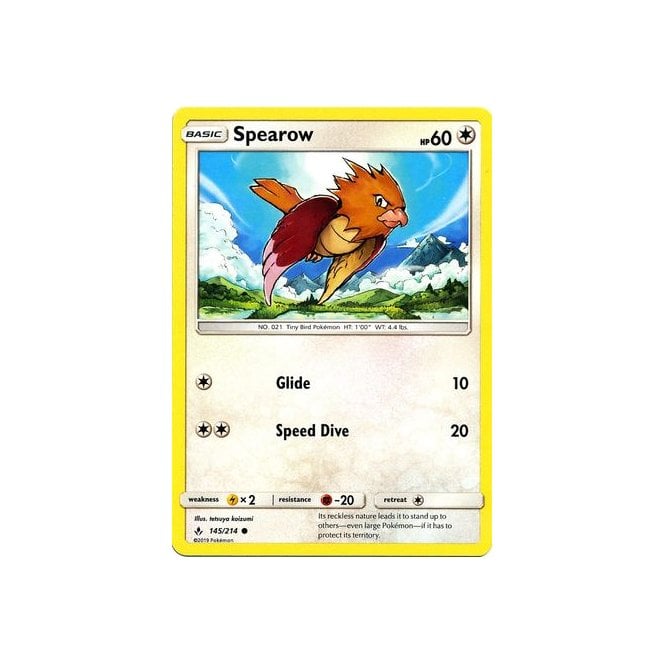 BASIC Spearow HP60
NO. 021 Tiny Bird Pokémon HT: 1'00" WT: 4.4 lbs.
Glide 10
Speed Dive 20
weakness ×2 resistance -20 retreat
Illus. tetsuya koizumi
Its reckless nature leads it to stand up to
others—even large Pokémon—if it has to
protect its territory.
145/214
©2019 Pokémon